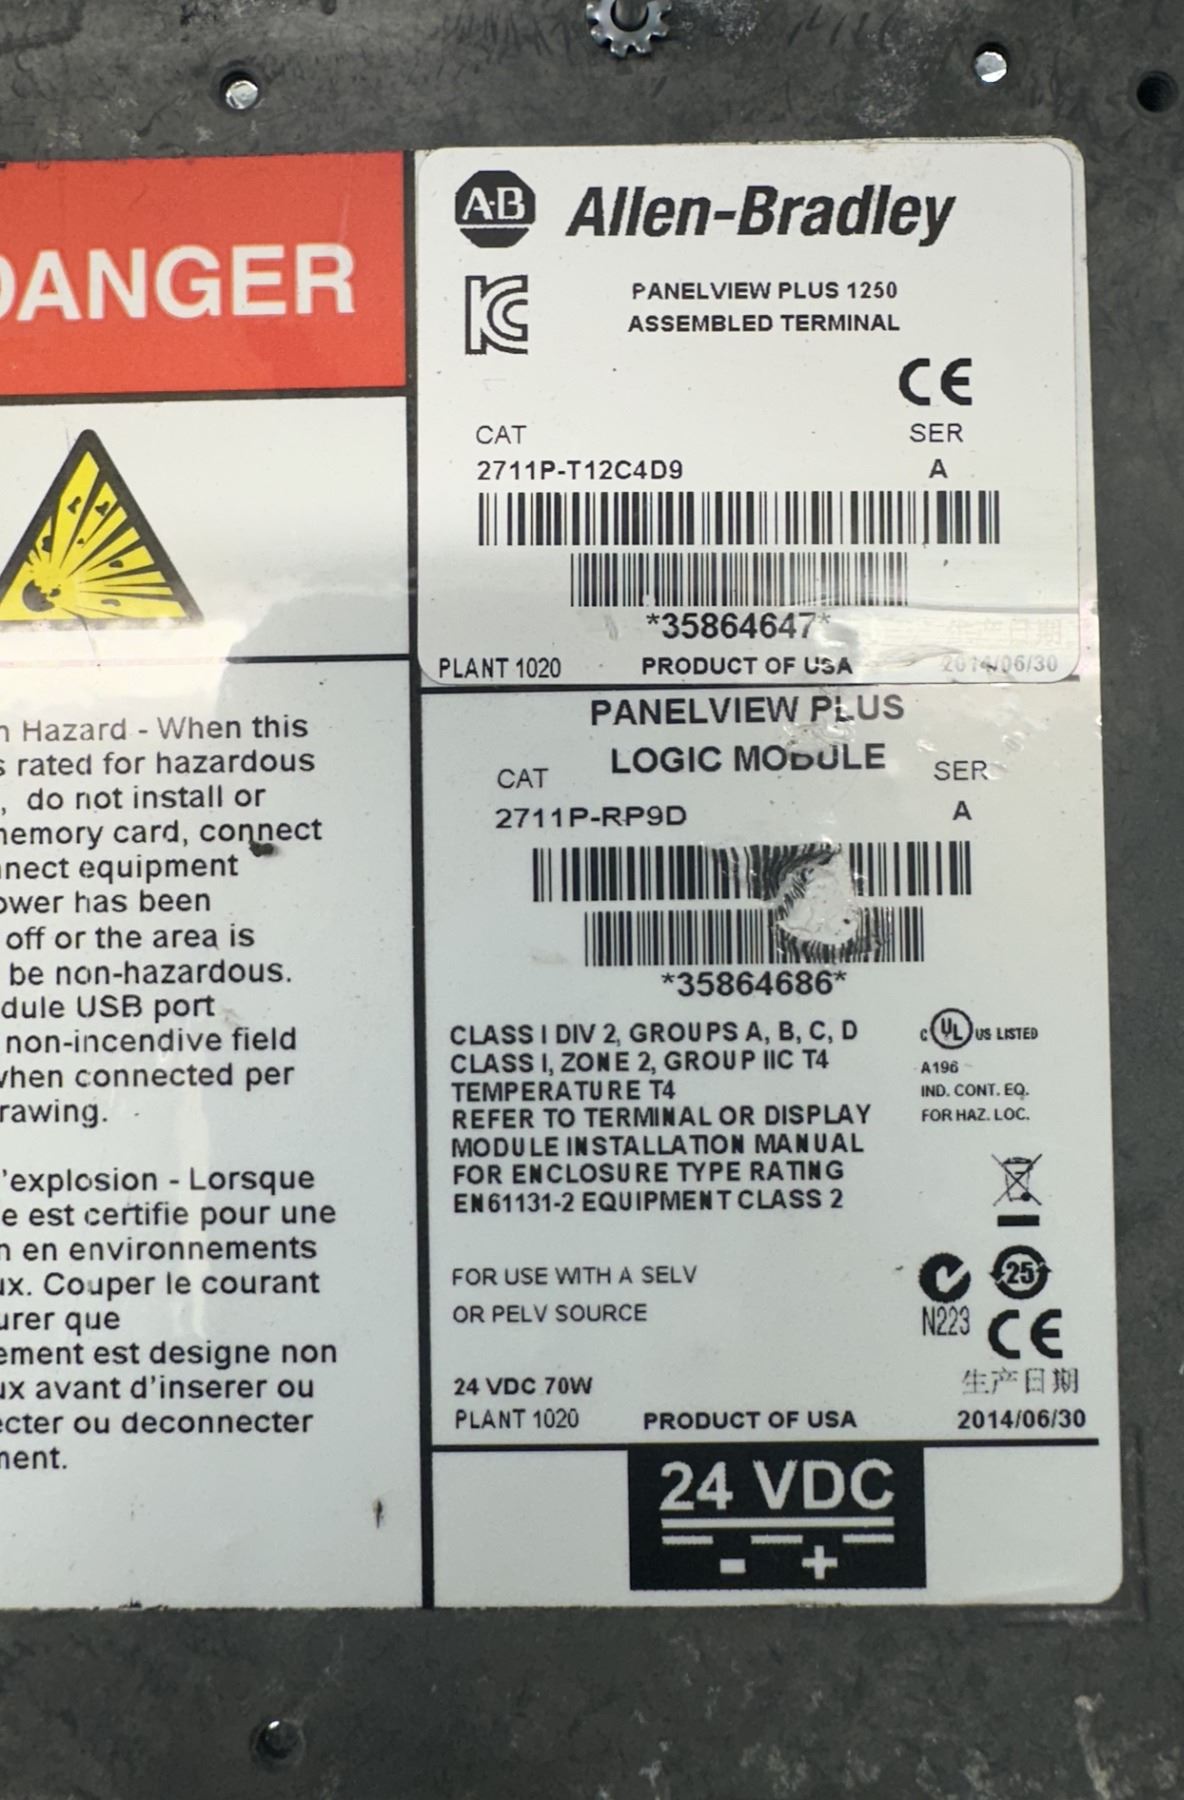 DANGER
n Hazard - When this
s rated for hazardous
, do not install or
nemory card, connect
nnect equipment
ower has been
off or the area is
be non-hazardous.
dule USB port
non-incendive field
when connected per
rawing.
'explosion - Lorsque
e est certifie pour une
n en environnements
ux. Couper le courant
urer que
ement est designe non
ux avant d'inserer ou
ecter ou deconnecter
nent.
A-B Allen-Bradley
PANELVIEW PLUS 1250
ASSEMBLED TERMINAL
CE
CAT SER
2711P-T12C4D9 A
*35864647*
生产日期
PLANT 1020 PRODUCT OF USA 2014/06/30
PANELVIEW PLUS
LOGIC MODULE
CAT SER
2711P-RP9D A
*35864686*
CLASS I DIV 2, GROUPS A, B, C, D
CLASS I, ZONE 2, GROUP IIC T4
TEMPERATURE T4
REFER TO TERMINAL OR DISPLAY
MODULE INSTALLATION MANUAL
FOR ENCLOSURE TYPE RATING
EN61131-2 EQUIPMENT CLASS 2
C UL US LISTED
A196
IND. CONT. EQ.
FOR HAZ. LOC.
FOR USE WITH A SELV
OR PELV SOURCE
25
N223 CE
生产日期
24 VDC 70W
PLANT 1020 PRODUCT OF USA 2014/06/30
24 VDC
- +